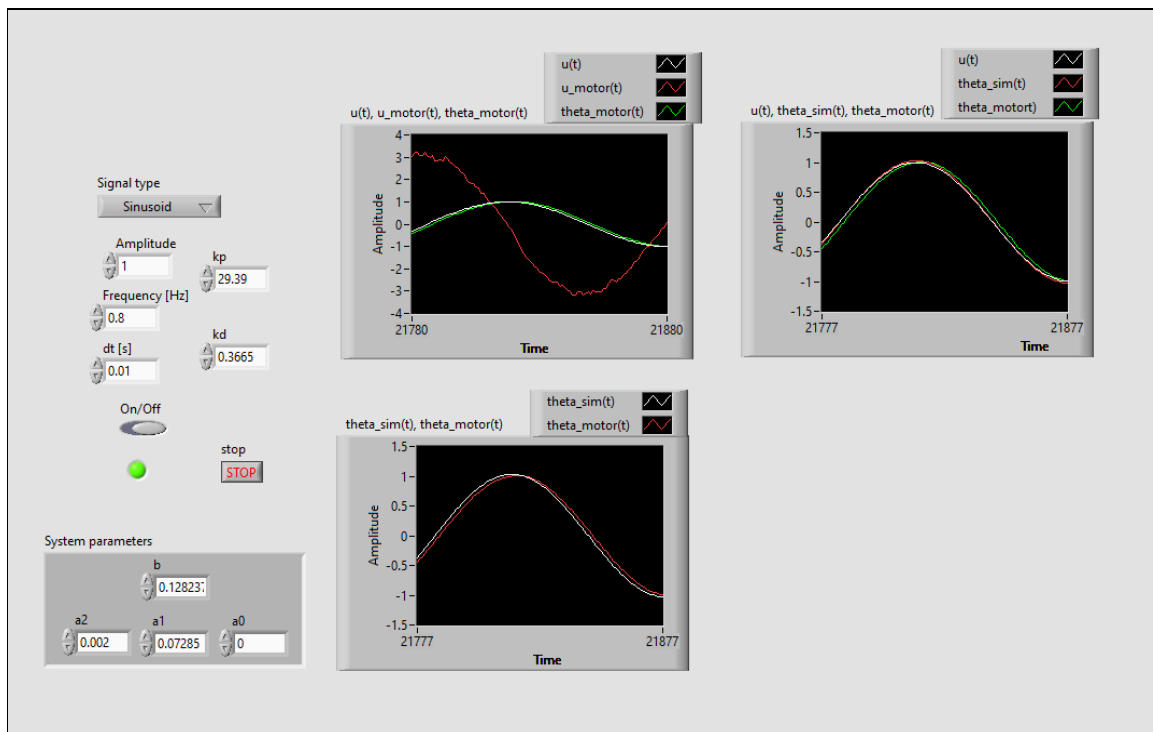 Signal type
Sinusoid
Amplitude
1
kp
29.39
Frequency [Hz]
0.8
kd
0.3665
dt [s]
0.01
On/Off
stop
STOP
System parameters
b
0.128237
a2
0.002
a1
0.07285
a0
0
u(t)
u_motor(t)
theta_motor(t)
u(t), u_motor(t), theta_motor(t)
4
3
2
1
0
-1
-2
-3
-4
Amplitude
21780
21880
Time
u(t)
theta_sim(t)
theta_motort)
u(t), theta_sim(t), theta_motor(t)
1.5
1
0.5
0
-0.5
-1
-1.5
Amplitude
21777
21877
Time
theta_sim(t)
theta_motor(t)
theta_sim(t), theta_motor(t)
1.5
1
0.5
0
-0.5
-1
-1.5
Amplitude
21777
21877
Time